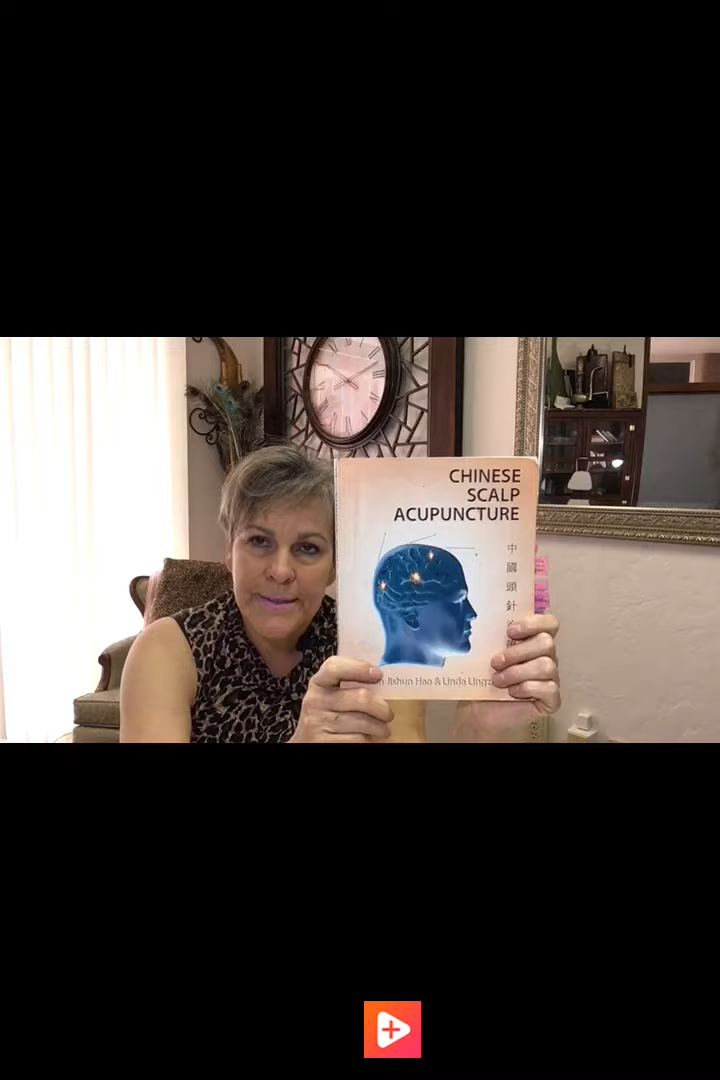 CHINESE
SCALP
ACUPUNCTURE
中
國
頭
針
Jishun Hao & Linda